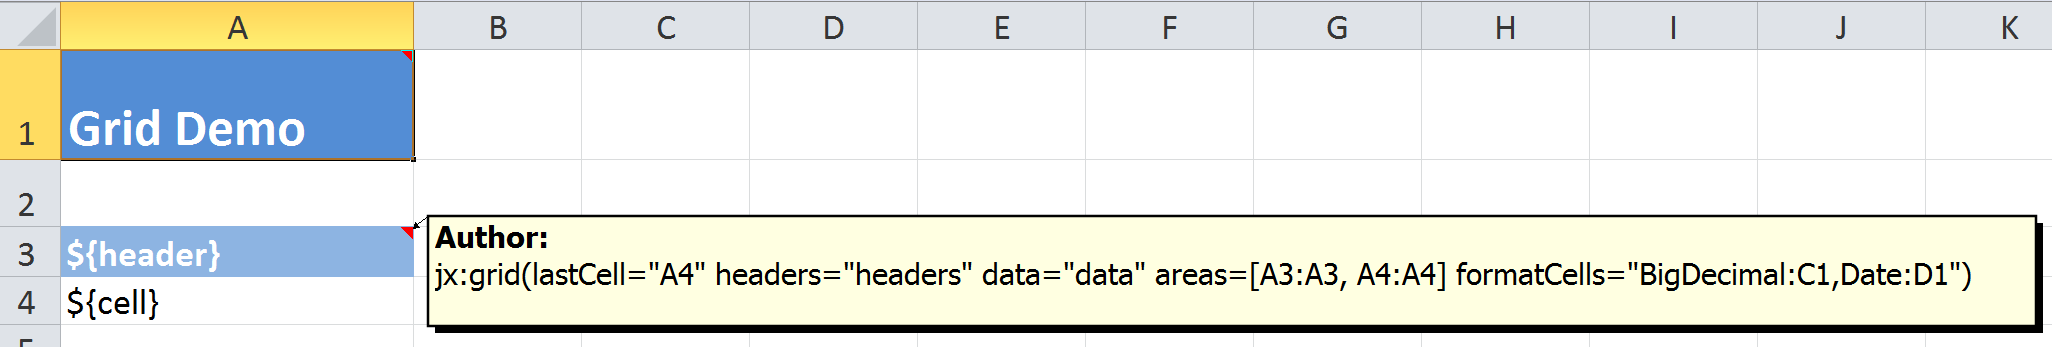 A B C D E F G H I J K
1 Grid Demo
2
Author:
3 ${header}
jx:grid(lastCell="A4" headers="headers" data="data" areas=[A3:A3, A4:A4] formatCells="BigDecimal:C1,Date:D1")
4 ${cell}
5